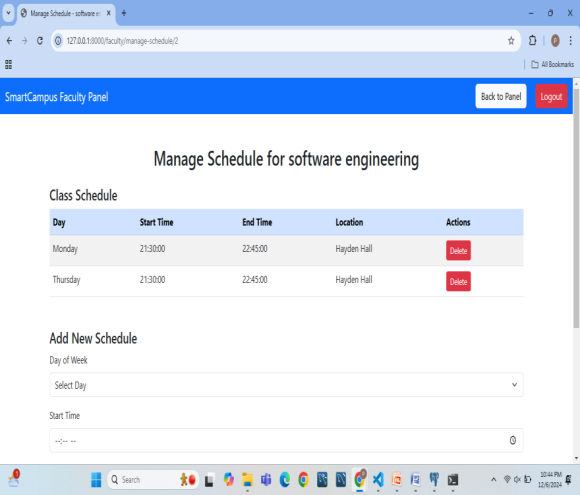 Manage Schedule - software e
127.0.0.1:8000/faculty/manage-schedule/2
All Bookmarks
SmartCampus Faculty Panel Back to Panel Logout
Manage Schedule for software engineering
Class Schedule
Day Start Time End Time Location Actions
Monday 21:30:00 22:45:00 Hayden Hall Delete
Thursday 21:30:00 22:45:00 Hayden Hall Delete
Add New Schedule
Day of Week
Select Day
Start Time
--:-- --
Search
10:44 PM
12/6/2024